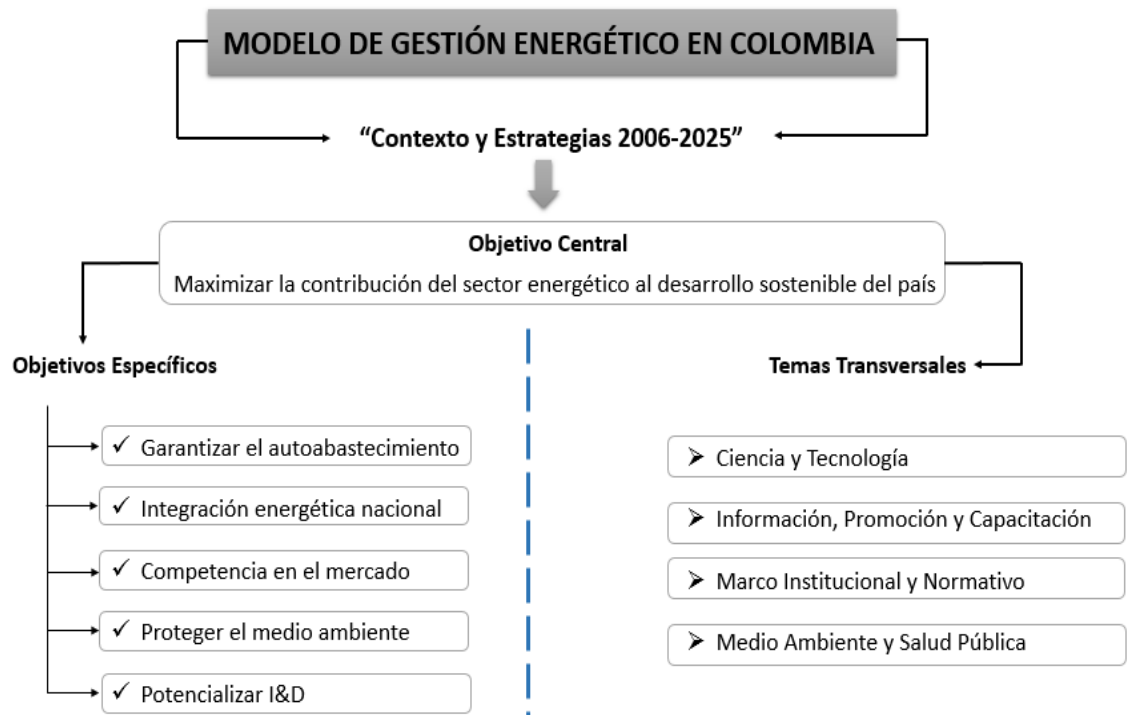 MODELO DE GESTIÓN ENERGÉTICO EN COLOMBIA
“Contexto y Estrategias 2006-2025”
Objetivo Central
Maximizar la contribución del sector energético al desarrollo sostenible del país
Objetivos Específicos
✓ Garantizar el autoabastecimiento
✓ Integración energética nacional
✓ Competencia en el mercado
✓ Proteger el medio ambiente
✓ Potencializar I&D
Temas Transversales
➤ Ciencia y Tecnología
➤ Información, Promoción y Capacitación
➤ Marco Institucional y Normativo
➤ Medio Ambiente y Salud Pública